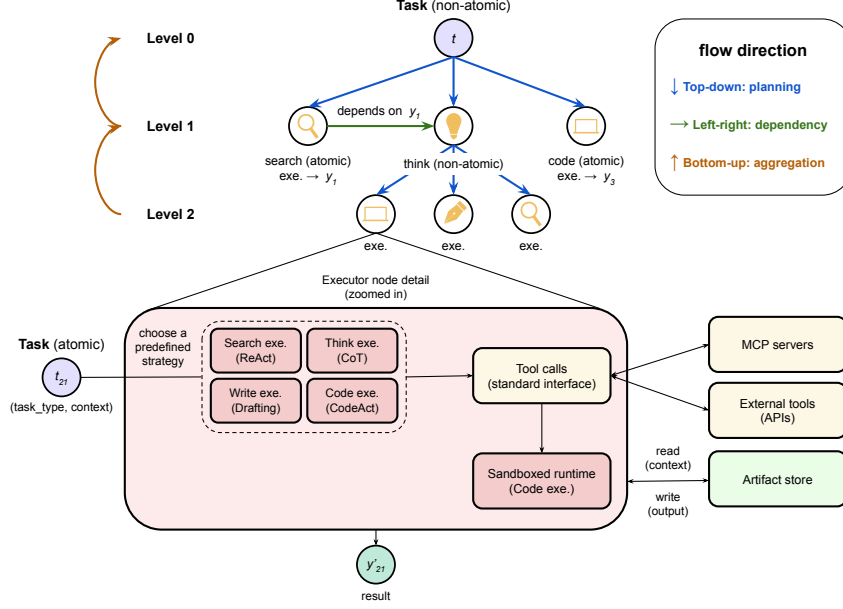 Task (non-atomic)
Level 0
t
flow direction
↓ Top-down: planning
→ Left-right: dependency
↑ Bottom-up: aggregation
depends on y1
Level 1
search (atomic)
exe. → y1
think (non-atomic)
code (atomic)
exe. → y3
Level 2
exe.
exe.
exe.
Executor node detail
(zoomed in)
Task (atomic)
t21
(task_type, context)
choose a
predefined
strategy
Search exe.
(ReAct)
Think exe.
(CoT)
Write exe.
(Drafting)
Code exe.
(CodeAct)
Tool calls
(standard interface)
Sandboxed runtime
(Code exe.)
MCP servers
External tools
(APIs)
read
(context)
write
(output)
Artifact store
y'21
result